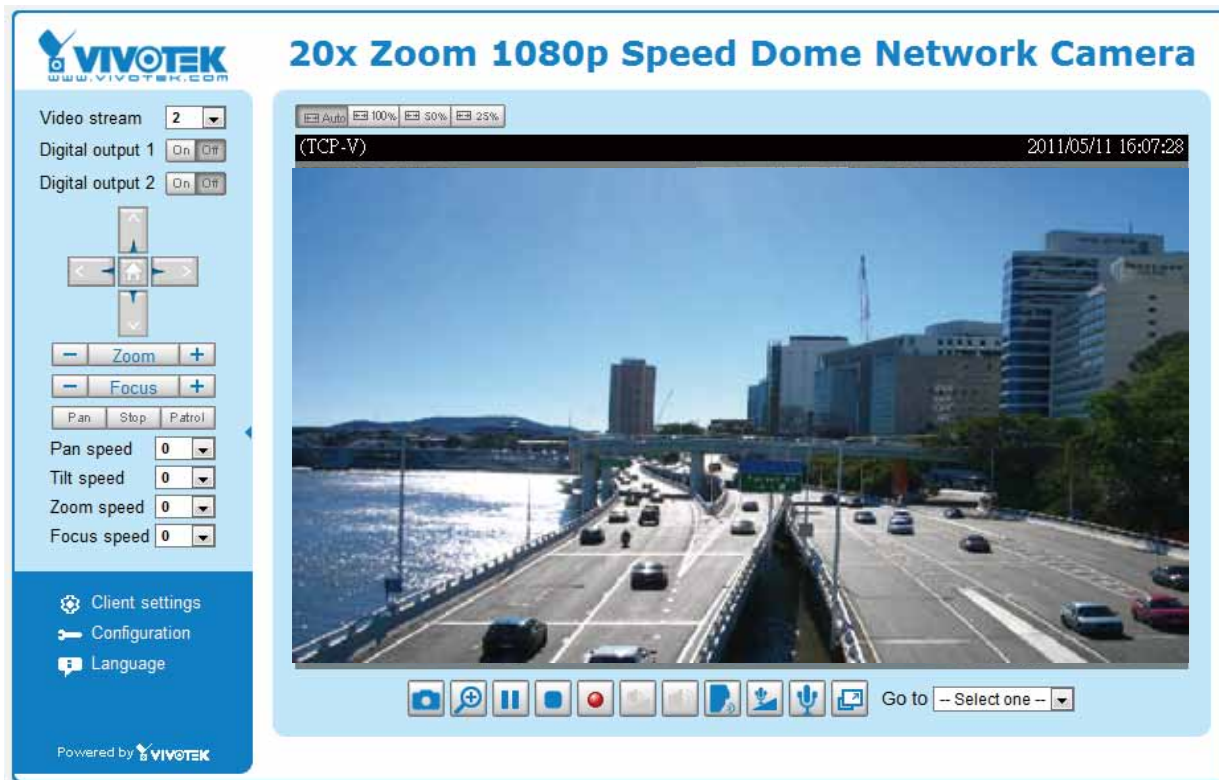 VIVOTEK
www.vivotek.com
20x Zoom 1080p Speed Dome Network Camera
Video stream 2
Digital output 1 On Off
Digital output 2 On Off
− Zoom +
− Focus +
Pan Stop Patrol
Pan speed 0
Tilt speed 0
Zoom speed 0
Focus speed 0
Client settings
Configuration
Language
Powered by VIVOTEK
Auto 100% 50% 25%
(TCP-V) 2011/05/11 16:07:28
Go to -- Select one --